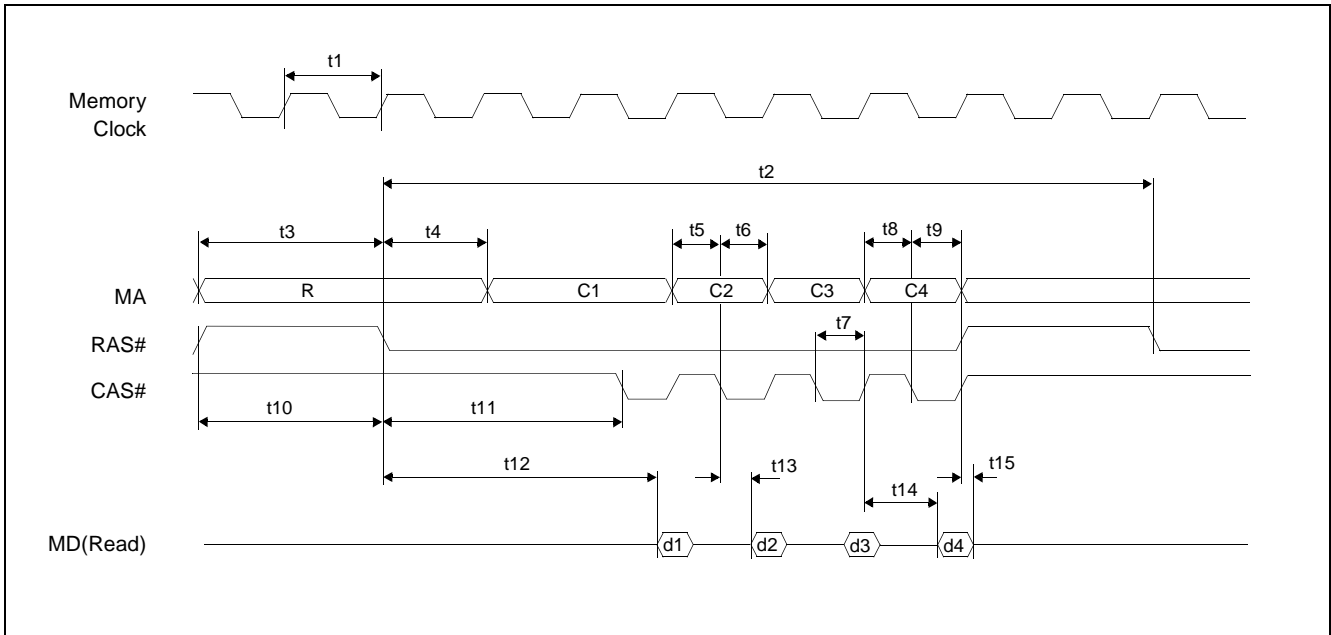 t1
Memory
Clock
t2
t3 t4 t5 t6 t8 t9
MA R C1 C2 C3 C4
t7
RAS#
CAS#
t10 t11
t12 t13 t15
t14
MD(Read) d1 d2 d3 d4